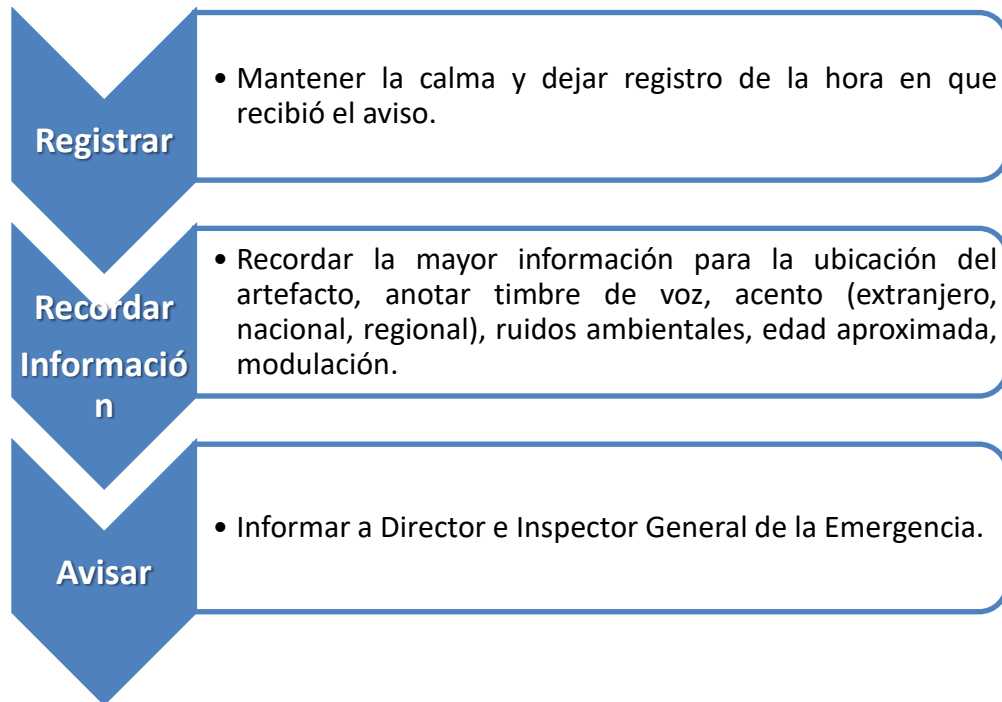 Registrar
• Mantener la calma y dejar registro de la hora en que
recibió el aviso.
Recordar
Informació
n
• Recordar la mayor información para la ubicación del
artefacto, anotar timbre de voz, acento (extranjero,
nacional, regional), ruidos ambientales, edad aproximada,
modulación.
Avisar
• Informar a Director e Inspector General de la Emergencia.